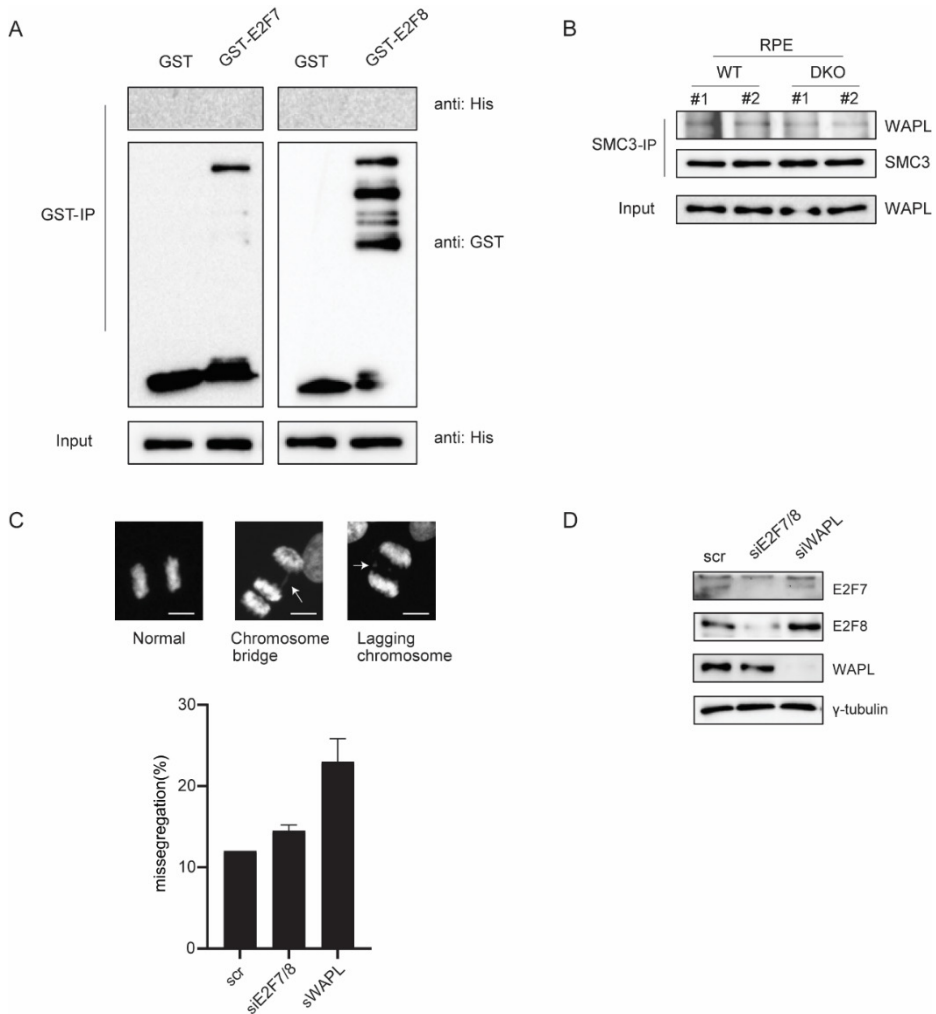 A
GST GST-E2F7 GST GST-E2F8
anti: His
GST-IP
anti: GST
Input
anti: His
B
RPE
WT DKO
#1 #2 #1 #2
SMC3-IP
WAPL
SMC3
Input WAPL
C
Normal Chromosome bridge Lagging chromosome
missegregation(%)
30
20
10
0
scr siE2F7/8 sWAPL
D
scr siE2F7/8 siWAPL
E2F7
E2F8
WAPL
γ-tubulin